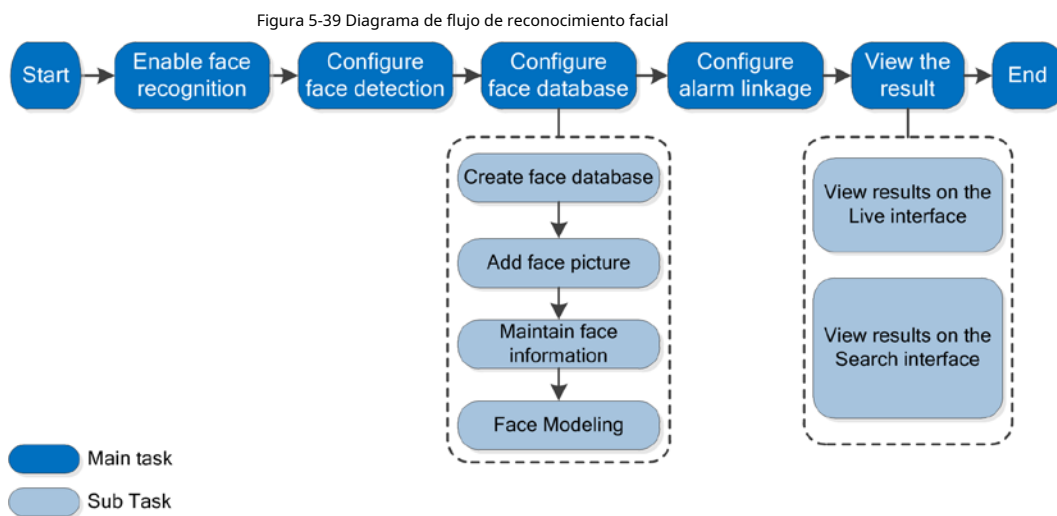 Figura 5-39 Diagrama de flujo de reconocimiento facial
Start
Enable face
recognition
Configure
face detection
Configure
face database
Configure
alarm linkage
View the
result
End
Create face database
Add face picture
Maintain face
information
Face Modeling
View results on the
Live interface
View results on the
Search interface
Main task
Sub Task